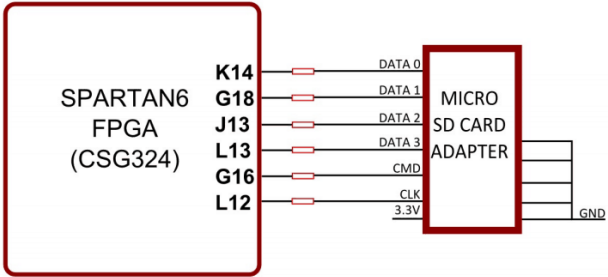 SPARTAN6
FPGA
(CSG324)
K14
G18
J13
L13
G16
L12
DATA 0
DATA 1
DATA 2
DATA 3
CMD
CLK
3.3V
MICRO
SD CARD
ADAPTER
GND